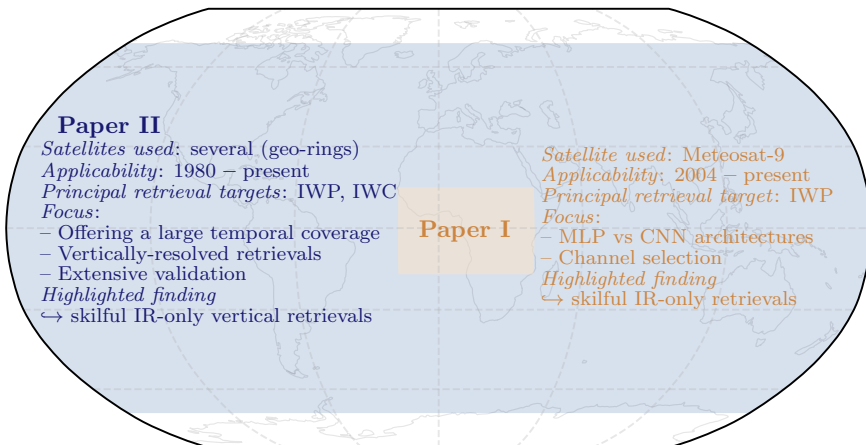 Paper II
Satellites used: several (geo-rings)
Applicability: 1980 – present
Principal retrieval targets: IWP, IWC
Focus:
– Offering a large temporal coverage
– Vertically-resolved retrievals
– Extensive validation
Highlighted finding
↪ skilful IR-only vertical retrievals
Paper I
Satellite used: Meteosat-9
Applicability: 2004 – present
Principal retrieval target: IWP
Focus:
– MLP vs CNN architectures
– Channel selection
Highlighted finding
↪ skilful IR-only retrievals